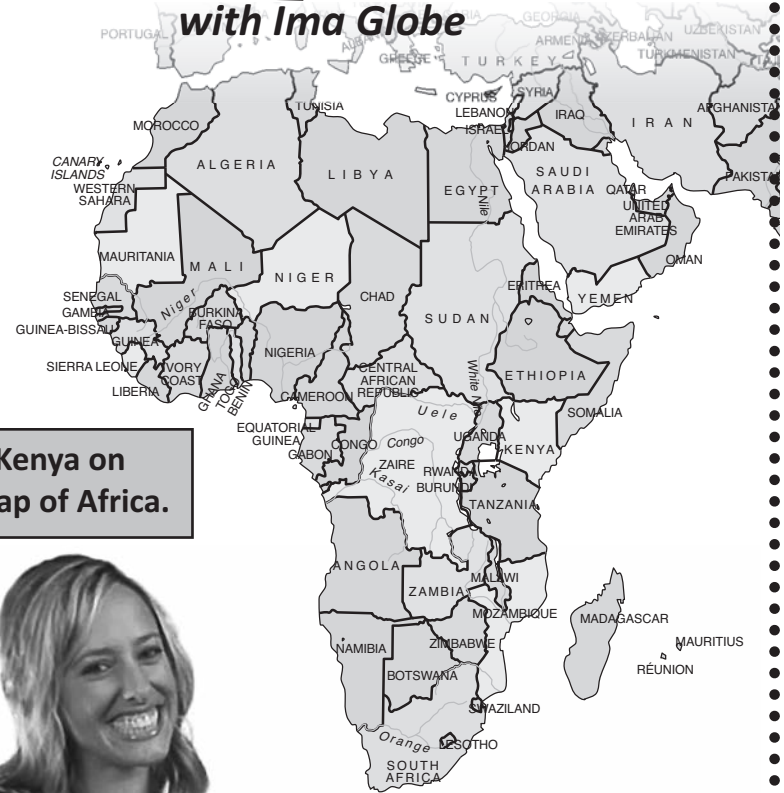 with Ima Globe
PORTUGAL
GEORGIA
UZBEKISTAN
ARMENIA
AZERBAIJAN
TURKMENISTAN
GREECE
TURKEY
TUNISIA
CYPRUS
SYRIA
LEBANON
IRAQ
IRAN
AFGHANISTA
MOROCCO
ISRAEL
JORDAN
CANARY
ISLANDS
ALGERIA
LIBYA
EGYPT
SAUDI
ARABIA
QATAR
PAKISTA
WESTERN
SAHARA
Nile
UNITED
ARAB
EMIRATES
MAURITANIA
MALI
NIGER
OMAN
SENEGAL
CHAD
ERITREA
YEMEN
GAMBIA
Niger
BURKINA
FASO
SUDAN
GUINEA-BISSAU
GUINEA
NIGERIA
SIERRA LEONE
IVORY
COAST
CENTRAL
AFRICAN
REPUBLIC
White Nile
ETHIOPIA
LIBERIA
GHANA
TOGO
BENIN
CAMEROON
Uele
SOMALIA
EQUATORIAL
GUINEA
UGANDA
CONGO
Congo
KENYA
GABON
ZAIRE
RWANDA
Kenya on
ap of Africa.
Kasai
BURUNDI
TANZANIA
ANGOLA
MALAWI
ZAMBIA
MOZAMBIQUE
MADAGASCAR
NAMIBIA
ZIMBABWE
MAURITIUS
BOTSWANA
RÉUNION
SWAZILAND
Orange
LESOTHO
SOUTH
AFRICA